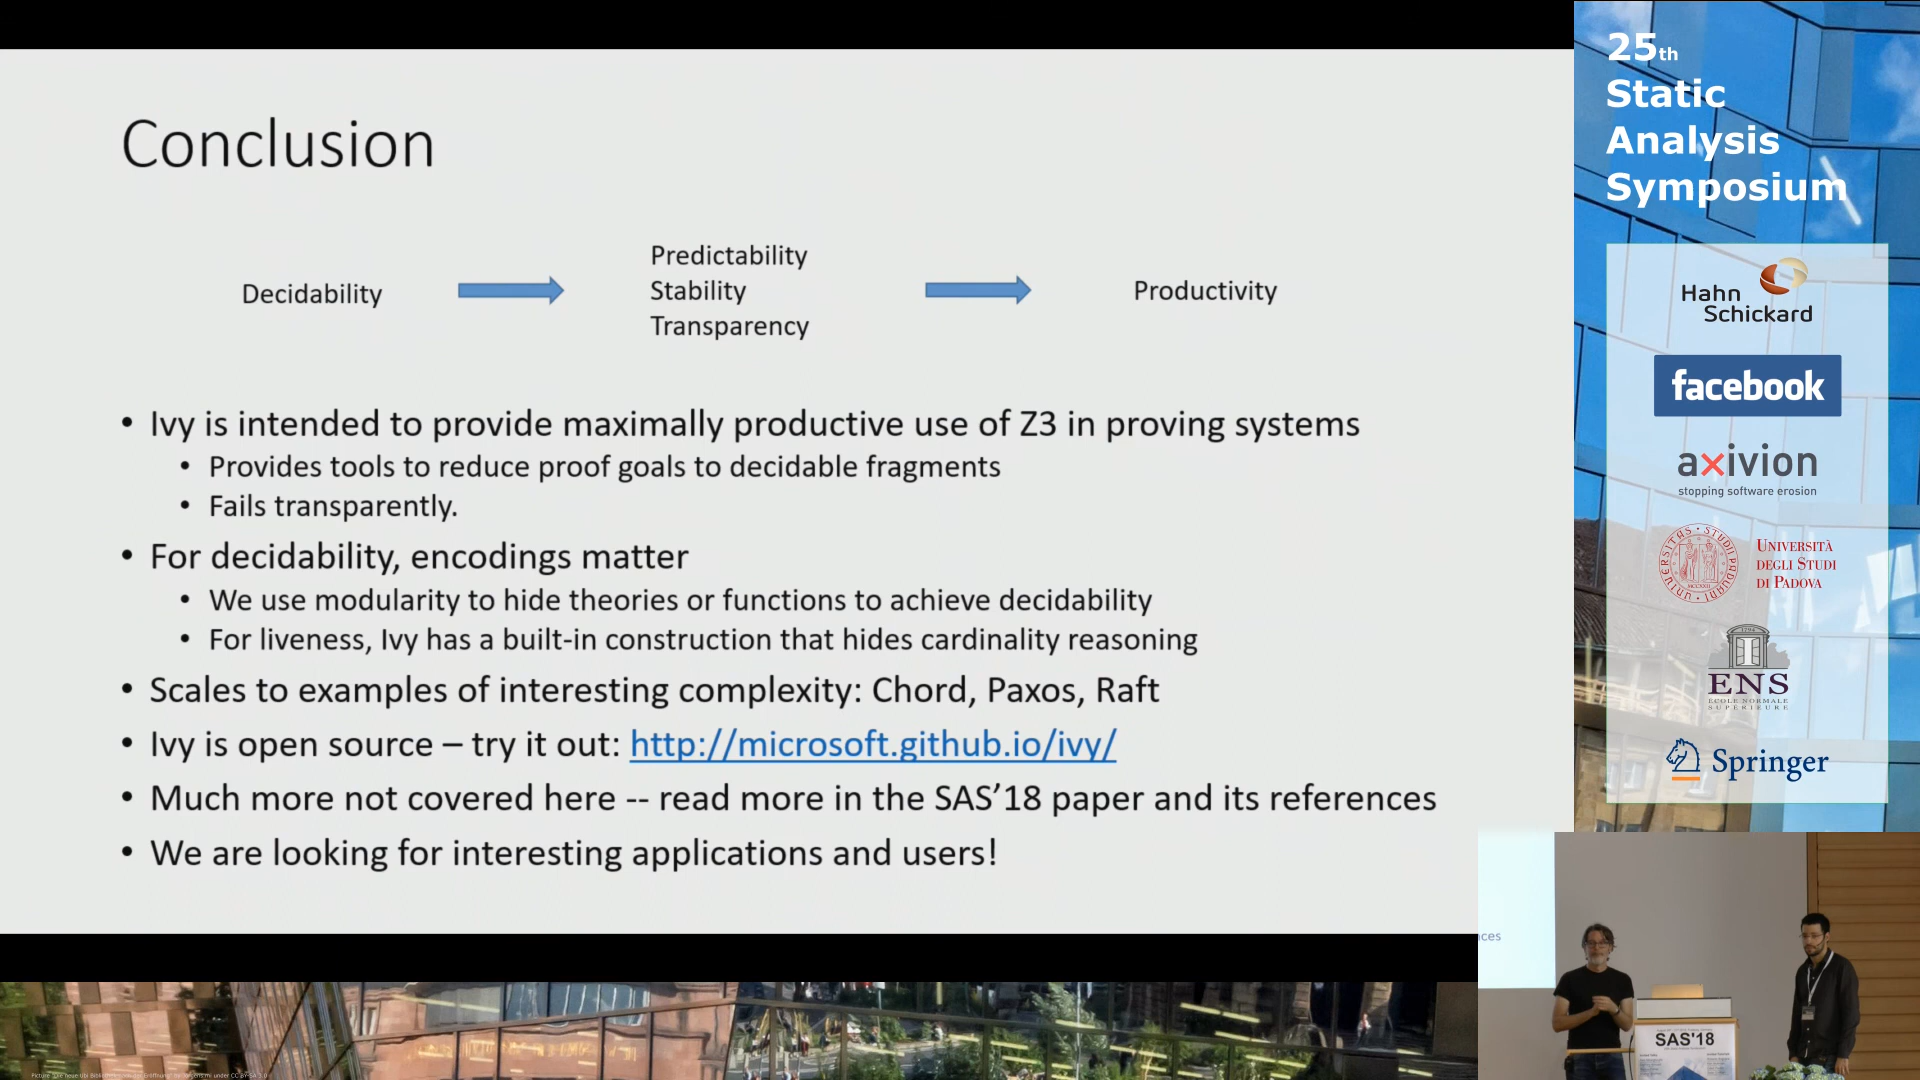 Conclusion
Decidability
Predictability
Stability
Transparency
Productivity
• Ivy is intended to provide maximally productive use of Z3 in proving systems
• Provides tools to reduce proof goals to decidable fragments
• Fails transparently.
• For decidability, encodings matter
• We use modularity to hide theories or functions to achieve decidability
• For liveness, Ivy has a built-in construction that hides cardinality reasoning
• Scales to examples of interesting complexity: Chord, Paxos, Raft
• Ivy is open source – try it out: http://microsoft.github.io/ivy/
• Much more not covered here -- read more in the SAS’18 paper and its references
• We are looking for interesting applications and users!
25th
Static
Analysis
Symposium
Hahn
Schickard
facebook
axivion
stopping software erosion
UNIVERSITÀ
DEGLI STUDI
DI PADOVA
ENS
ÉCOLE NORMALE
SUPÉRIEURE
Springer
SAS'18